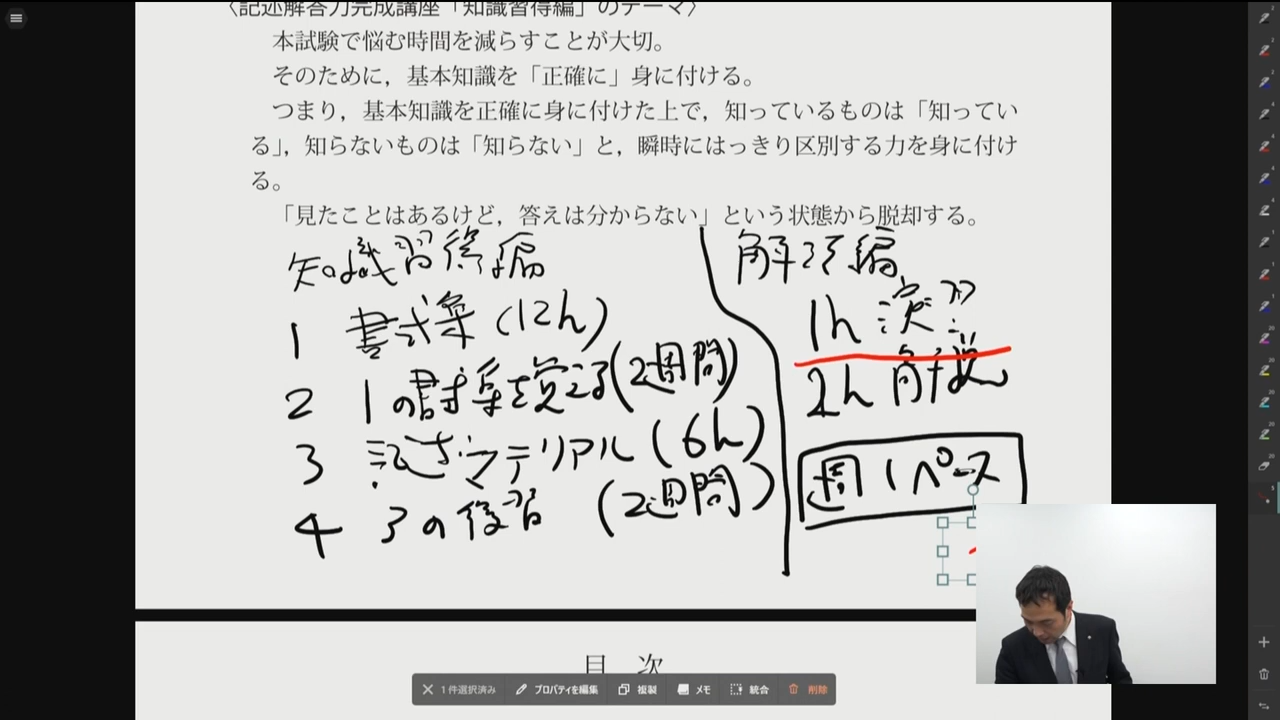 〈記述解答力完成講座「知識習得編」のテーマ〉
本試験で悩む時間を減らすことが大切。
そのために，基本知識を「正確に」身に付ける。
つまり，基本知識を正確に身に付けた上で，知っているものは「知ってい
る」，知らないものは「知らない」と，瞬時にはっきり区別する力を身に付け
る。
「見たことはあるけど，答えは分からない」という状態から脱却する。
知識習得編
1 書式集（12h）
2 1の書式集を覚える（2週間）
3 記述マテリアル（6h）
4 3の復習（2週間）
解法編
1h 演習
2h 解説
週1ペース
目 次
1 件選択済み プロパティを編集 複製 メモ 統合 削除